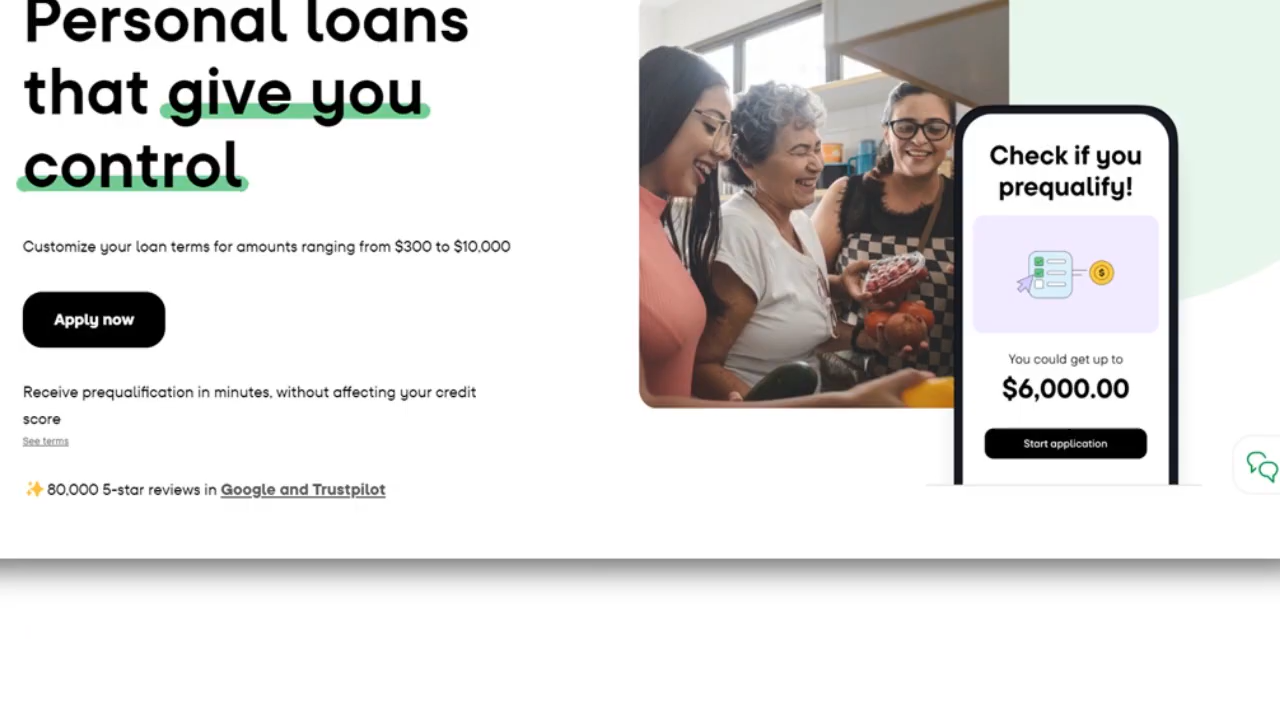 Personal loans
that give you
control
Customize your loan terms for amounts ranging from $300 to $10,000
Apply now
Receive prequalification in minutes, without affecting your credit
score
See terms
✨80,000 5-star reviews in Google and Trustpilot
Check if you
prequalify!
$
You could get up to
$6,000.00
Start application